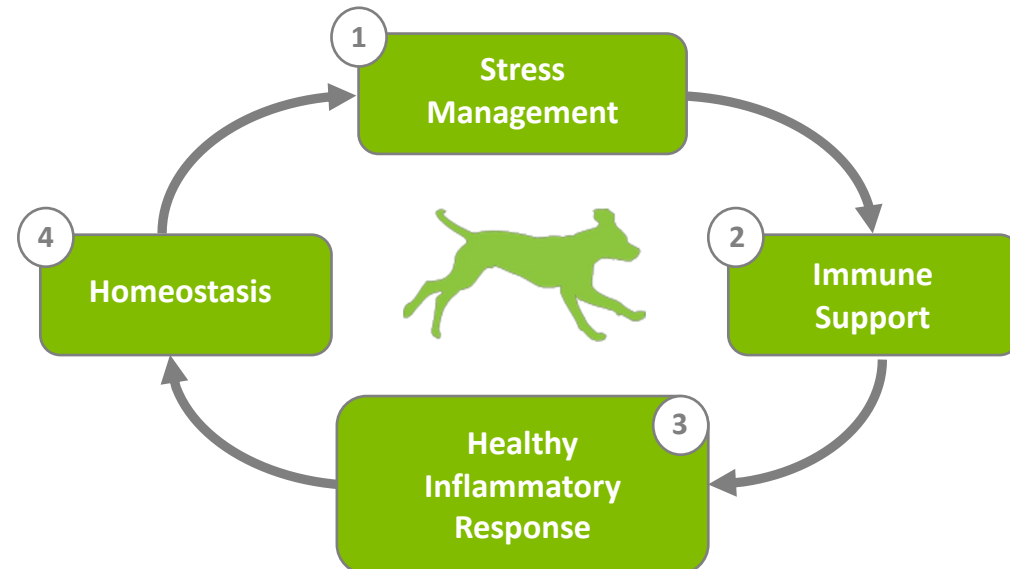 1
Stress
Management
2
Immune
Support
3
Healthy
Inflammatory
Response
4
Homeostasis